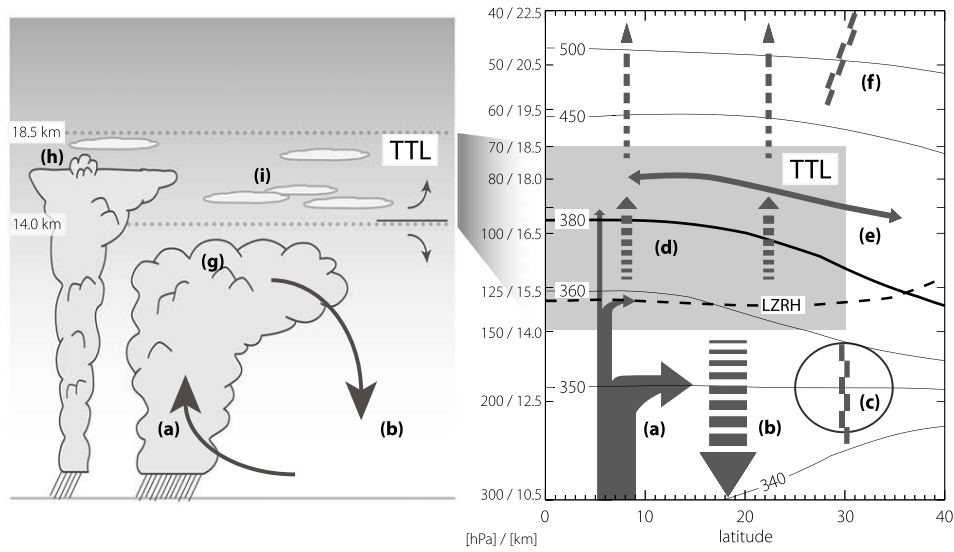 18.5 km
(h)
TTL
(i)
14.0 km
(g)
(a)
(b)
40 / 22.5
500
50 / 20.5
(f)
60 / 19.5
450
70 / 18.5
TTL
80 / 18.0
380
(e)
100 / 16.5
(d)
360
125 / 15.5
LZRH
150 / 14.0
350
200 / 12.5
(a)
(b)
(c)
340
300 / 10.5
0
10
20
30
40
[hPa] / [km]
latitude